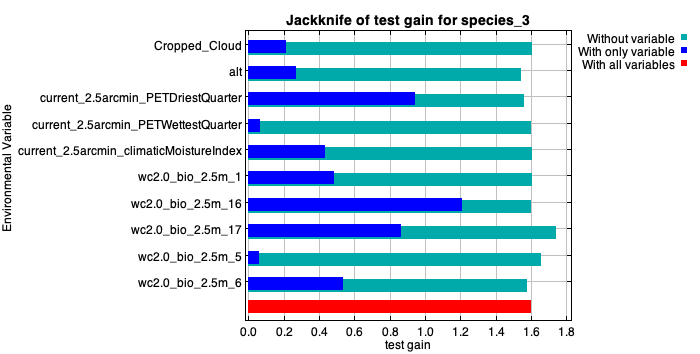 Jackknife of test gain for species_3
Without variable
With only variable
With all variables
Environmental Variable
Cropped_Cloud
alt
current_2.5arcmin_PETDriestQuarter
current_2.5arcmin_PETWettestQuarter
current_2.5arcmin_climaticMoistureIndex
wc2.0_bio_2.5m_1
wc2.0_bio_2.5m_16
wc2.0_bio_2.5m_17
wc2.0_bio_2.5m_5
wc2.0_bio_2.5m_6
0.0 0.2 0.4 0.6 0.8 1.0 1.2 1.4 1.6 1.8
test gain